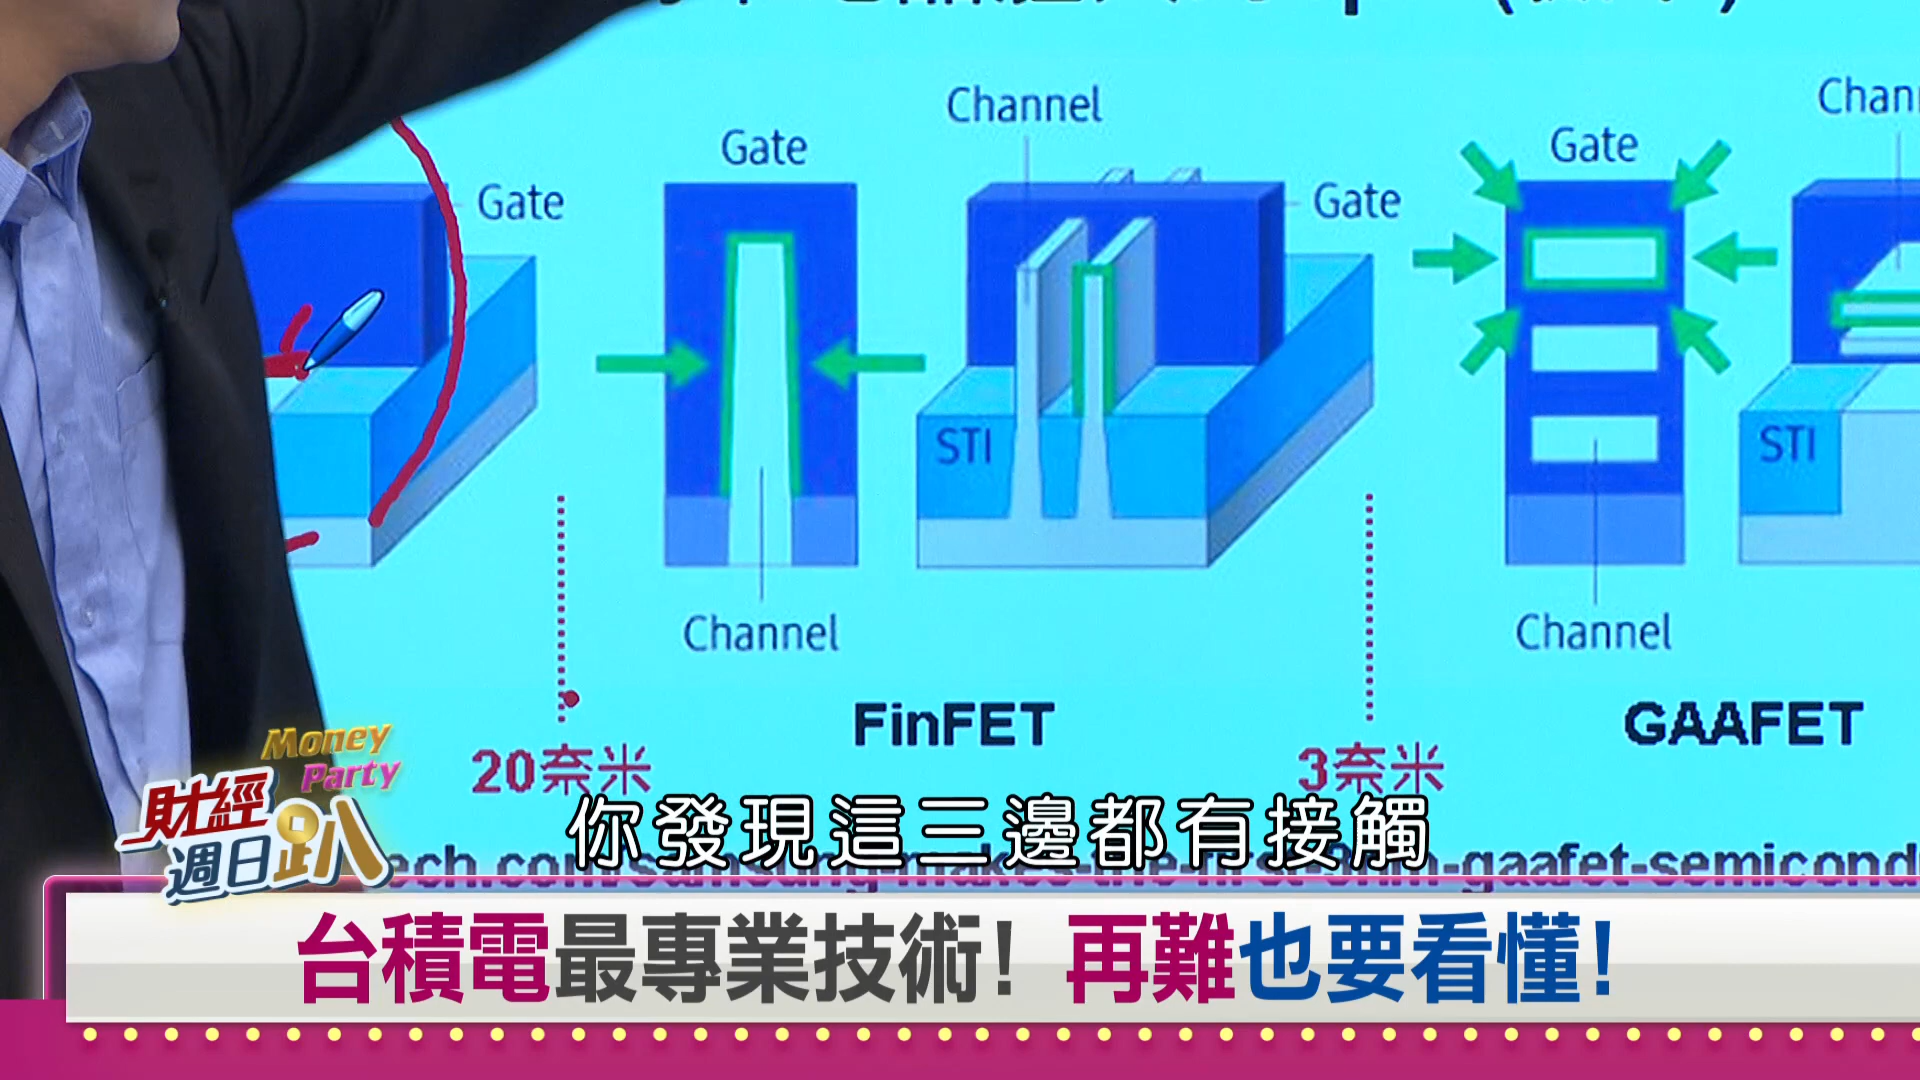 Channel
Gate
Gate
Gate
Gate
STI
STI
Channel
Channel
FinFET
GAAFET
20奈米
3奈米
Money
Party
財經
週日趴
你發現這三邊都有接觸
台積電最專業技術! 再難也要看懂!